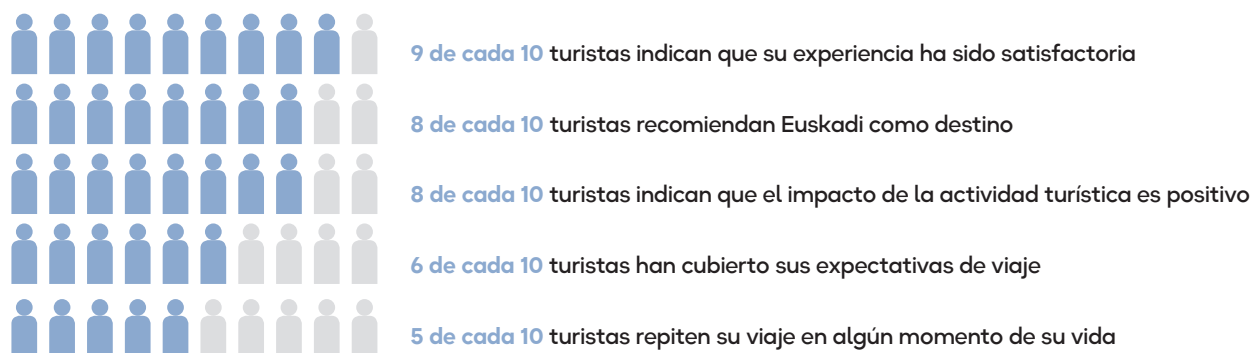 9 de cada 10 turistas indican que su experiencia ha sido satisfactoria
8 de cada 10 turistas recomiendan Euskadi como destino
8 de cada 10 turistas indican que el impacto de la actividad turística es positivo
6 de cada 10 turistas han cubierto sus expectativas de viaje
5 de cada 10 turistas repiten su viaje en algún momento de su vida